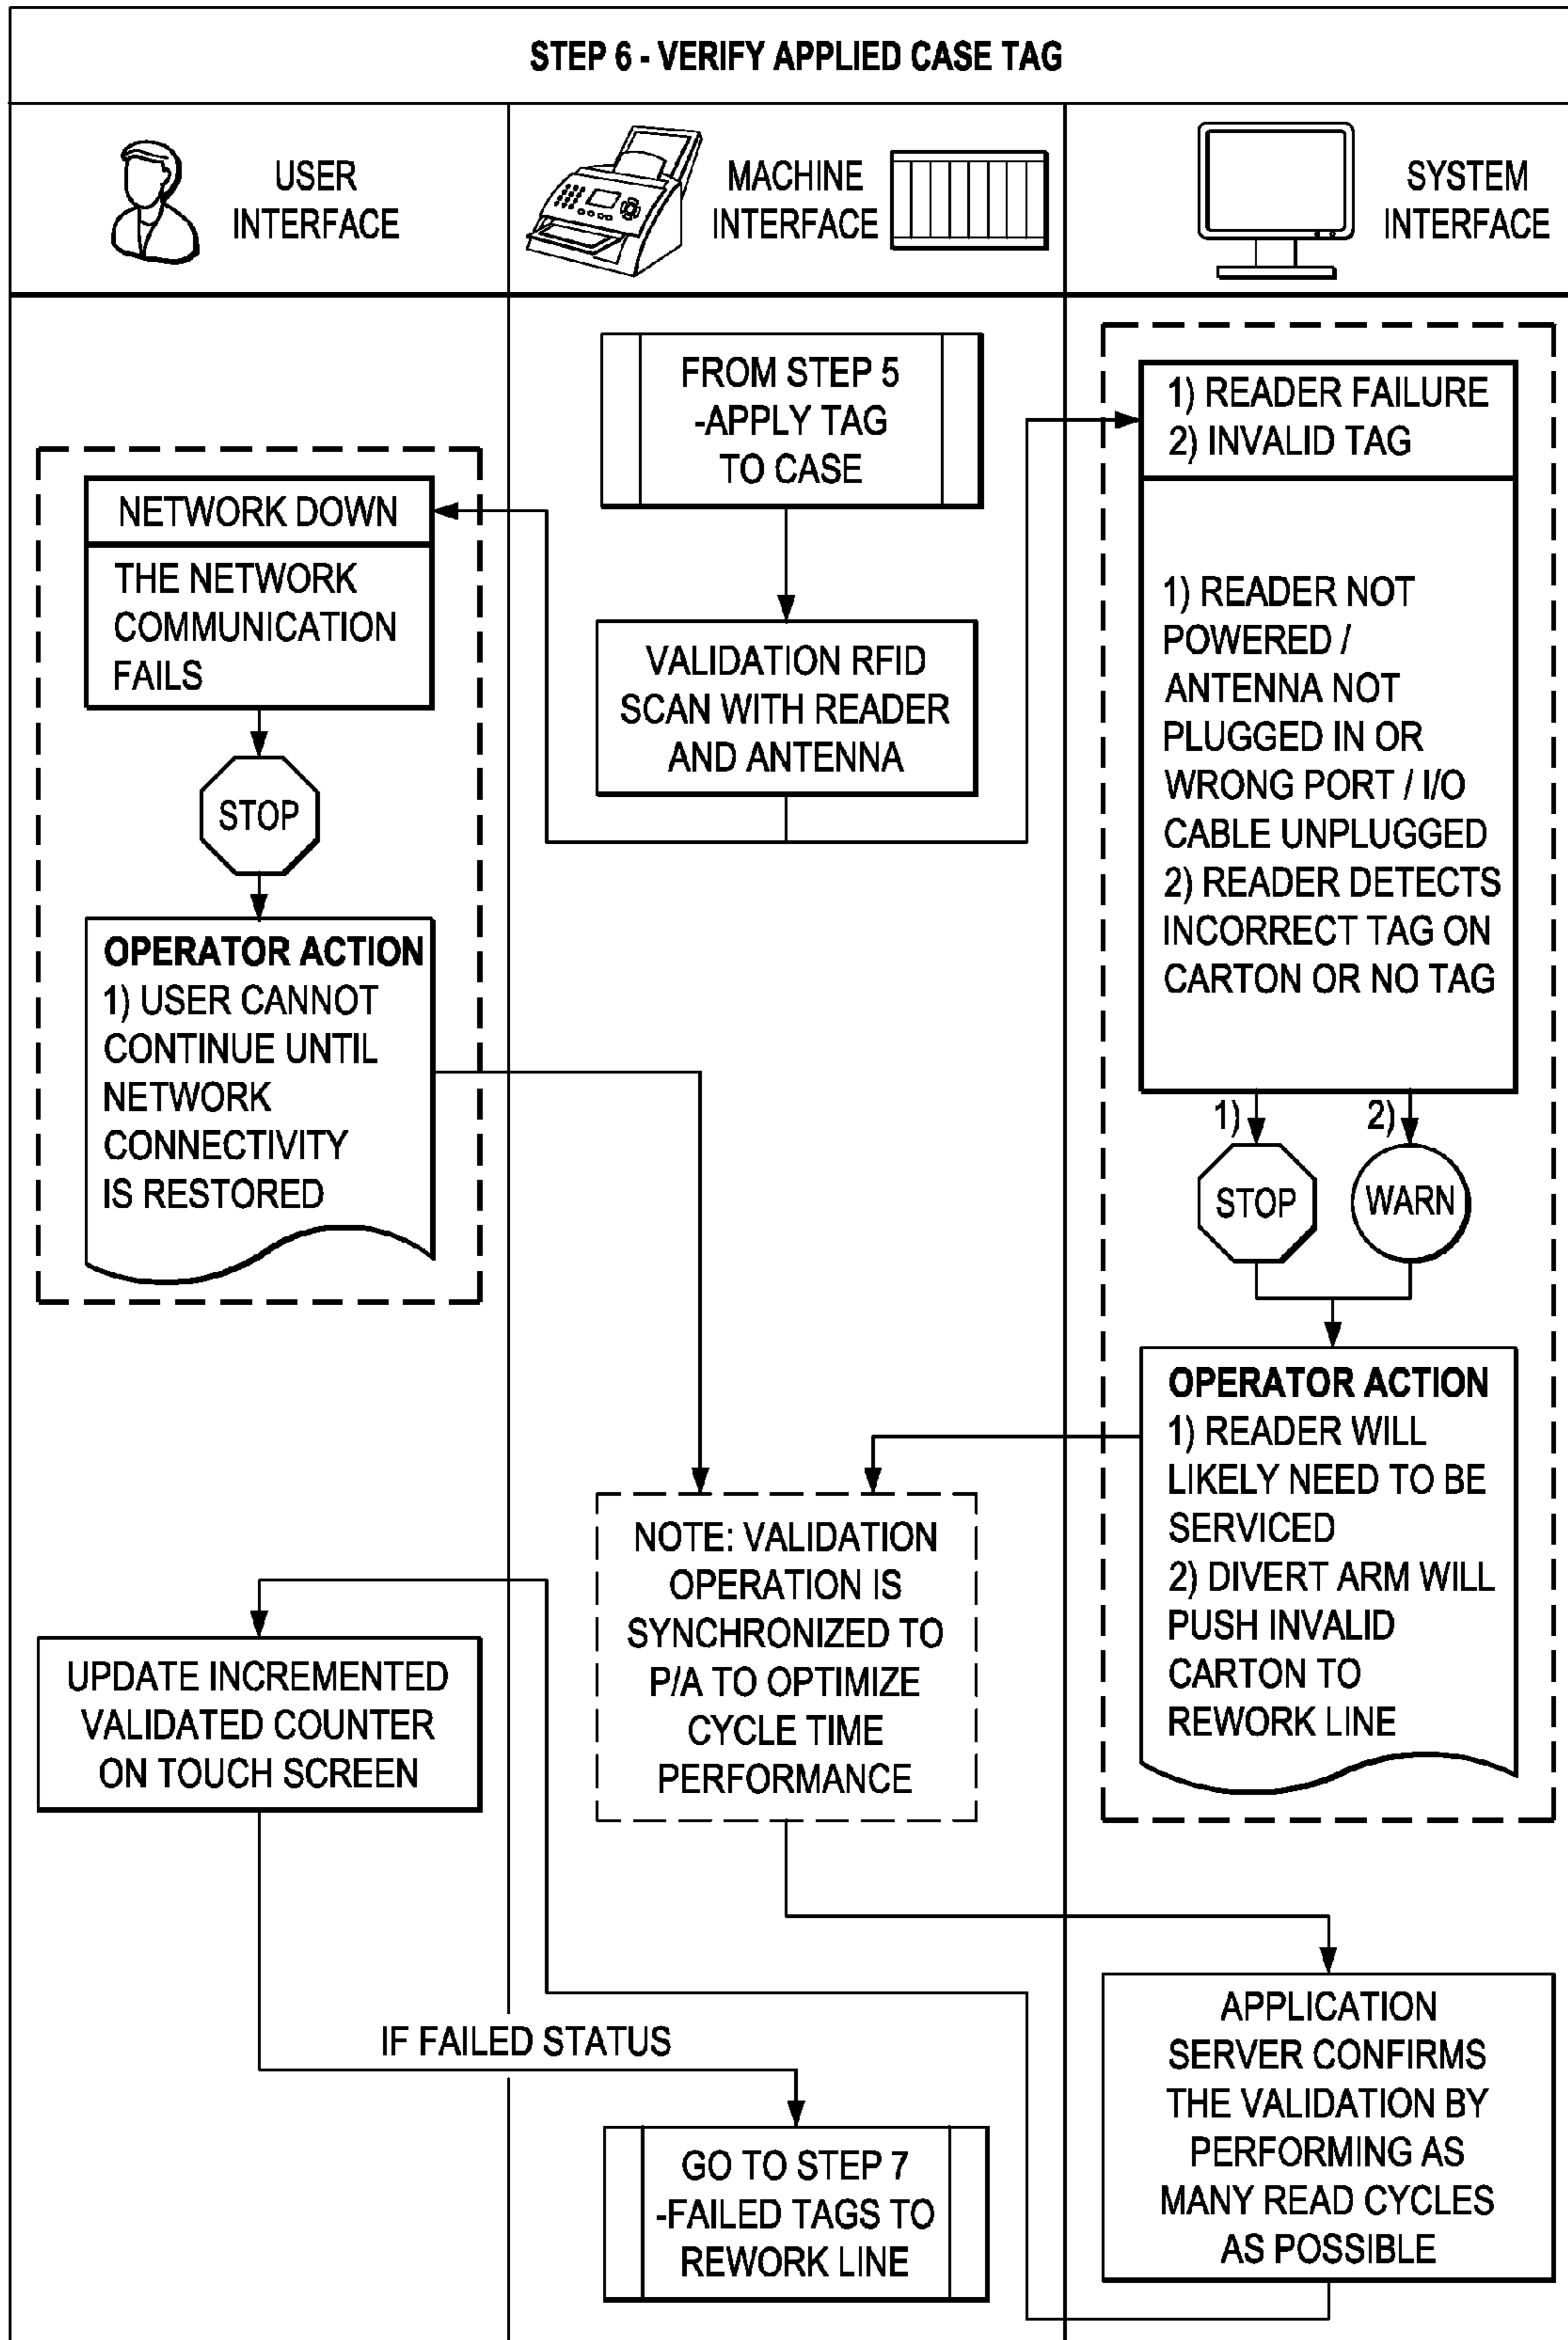 STEP 6 - VERIFY APPLIED CASE TAG
USER
INTERFACE
MACHINE
INTERFACE
SYSTEM
INTERFACE
FROM STEP 5
-APPLY TAG
TO CASE
1) READER FAILURE
2) INVALID TAG
NETWORK DOWN
THE NETWORK
COMMUNICATION
FAILS
VALIDATION RFID
SCAN WITH READER
AND ANTENNA
1) READER NOT
POWERED /
ANTENNA NOT
PLUGGED IN OR
WRONG PORT / I/O
CABLE UNPLUGGED
2) READER DETECTS
INCORRECT TAG ON
CARTON OR NO TAG
STOP
OPERATOR ACTION
1) USER CANNOT
CONTINUE UNTIL
NETWORK
CONNECTIVITY
IS RESTORED
1)
2)
STOP
WARN
OPERATOR ACTION
1) READER WILL
LIKELY NEED TO BE
SERVICED
2) DIVERT ARM WILL
PUSH INVALID
CARTON TO
REWORK LINE
NOTE: VALIDATION
OPERATION IS
SYNCHRONIZED TO
P/A TO OPTIMIZE
CYCLE TIME
PERFORMANCE
UPDATE INCREMENTED
VALIDATED COUNTER
ON TOUCH SCREEN
APPLICATION
SERVER CONFIRMS
THE VALIDATION BY
PERFORMING AS
MANY READ CYCLES
AS POSSIBLE
IF FAILED STATUS
GO TO STEP 7
-FAILED TAGS TO
REWORK LINE